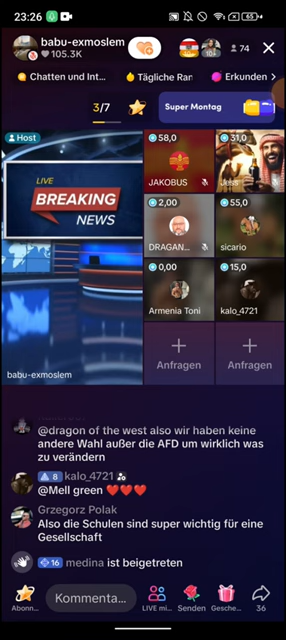 23:26
65
babu-exmoslem
105.3K
10+
74
Chatten und Int...
Tägliche Ran
Erkunden
3/7
Super Montag
Host
LIVE
BREAKING
NEWS
babu-exmoslem
58,0
JAKOBUS
31,0
Jess
2,00
DRAGAN...
55,0
sicario
0,00
Armenia Toni
15,0
kalo_4721
Anfragen
Anfragen
@dragon of the west also wir haben keine
andere Wahl außer die AFD um wirklich was
zu verändern
8 kalo_4721
@Mell green ❤️❤️❤️
Grzegorz Polak
Also die Schulen sind super wichtig für eine
Gesellschaft
16 medina ist beigetreten
Abonn...
Kommenta...
LIVE mi...
Senden
Gesche...
36